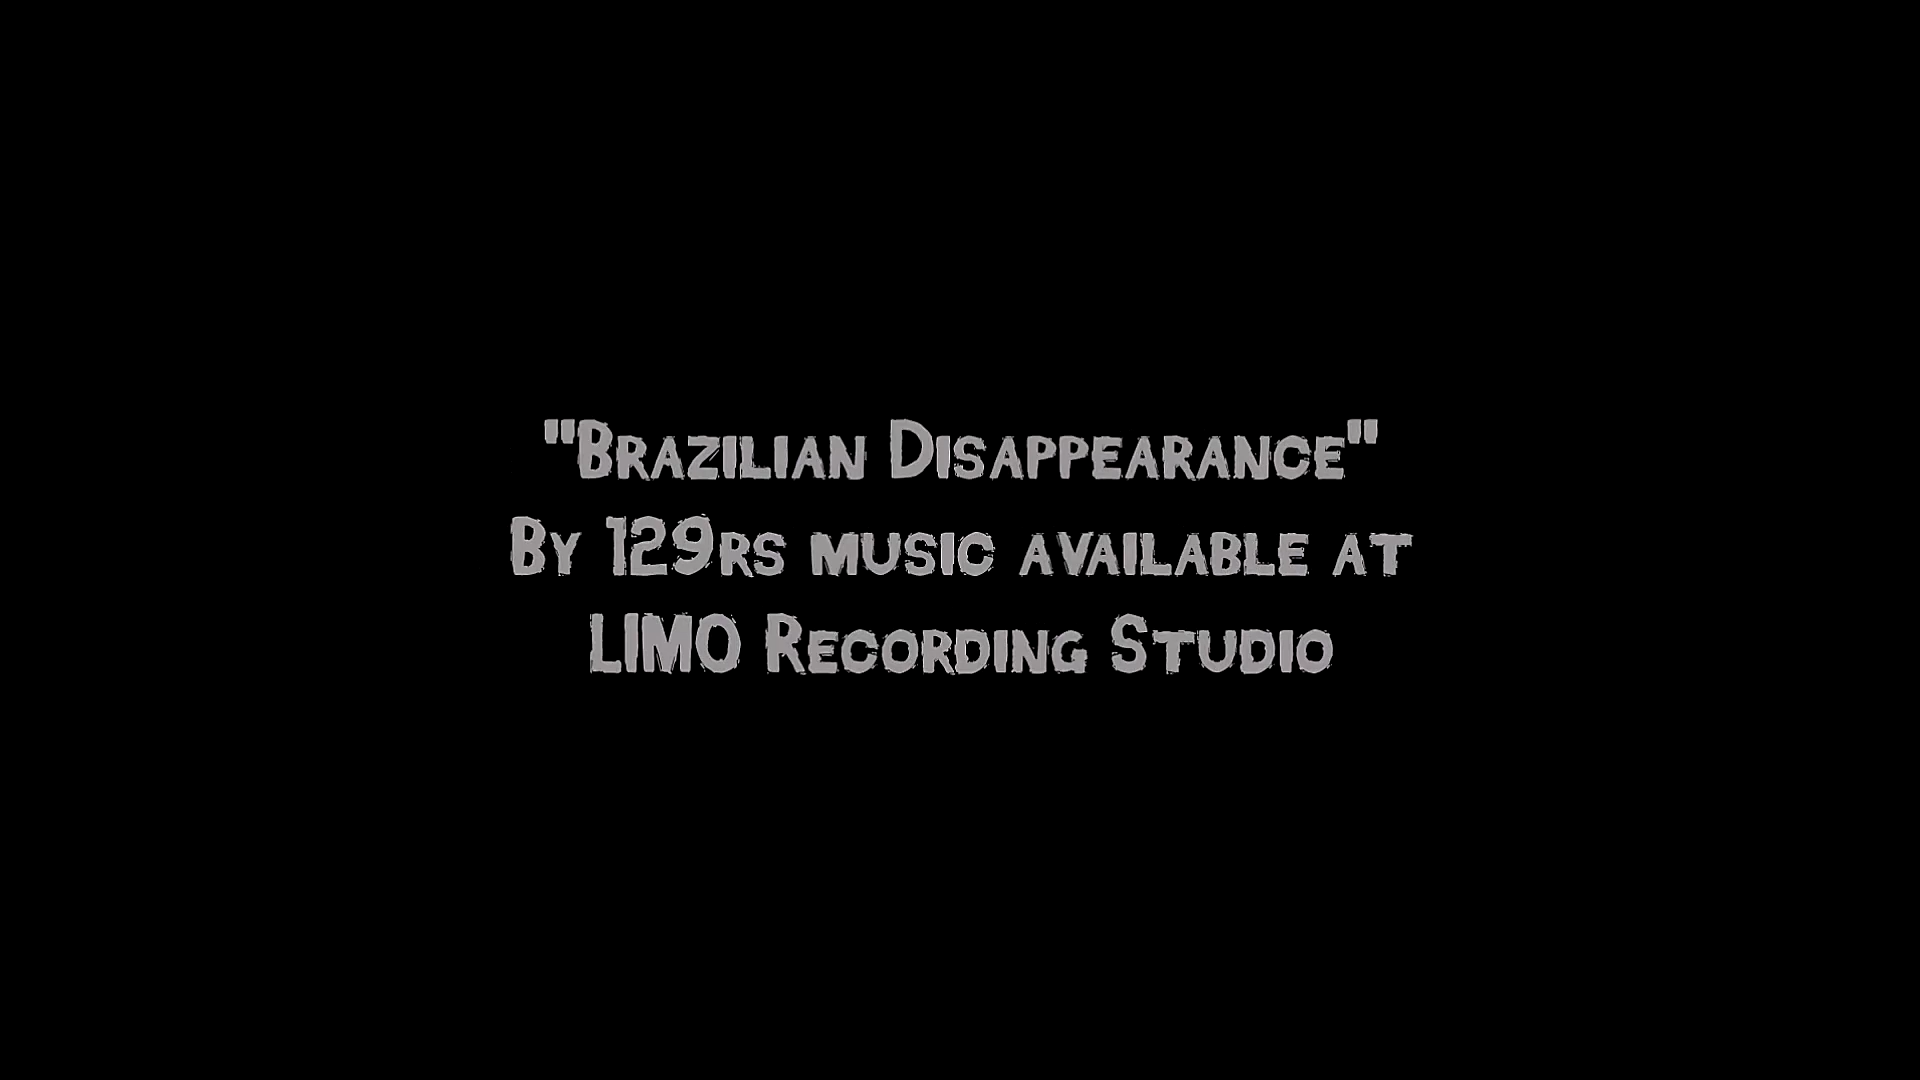 "Brazilian Disappearance"
By 129rs music available at
LIMO Recording Studio